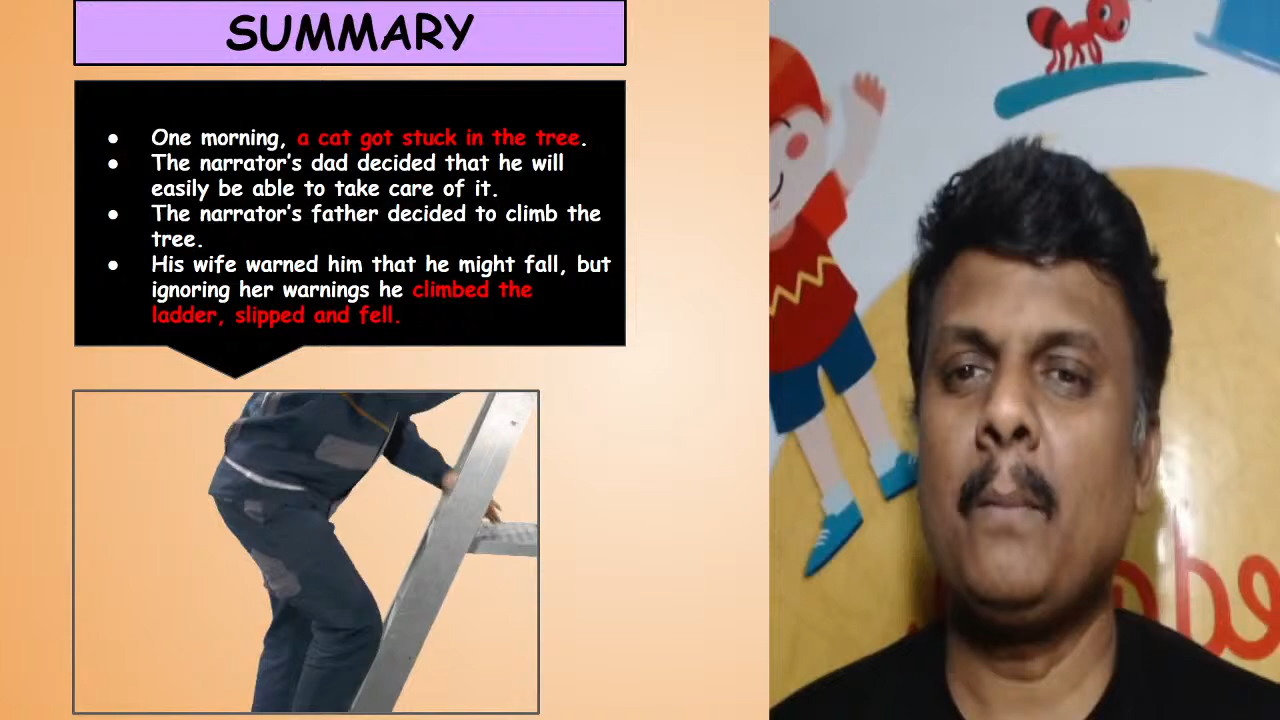 SUMMARY
● One morning, a cat got stuck in the tree.
● The narrator's dad decided that he will
easily be able to take care of it.
● The narrator's father decided to climb the
tree.
● His wife warned him that he might fall, but
ignoring her warnings he climbed the
ladder, slipped and fell.